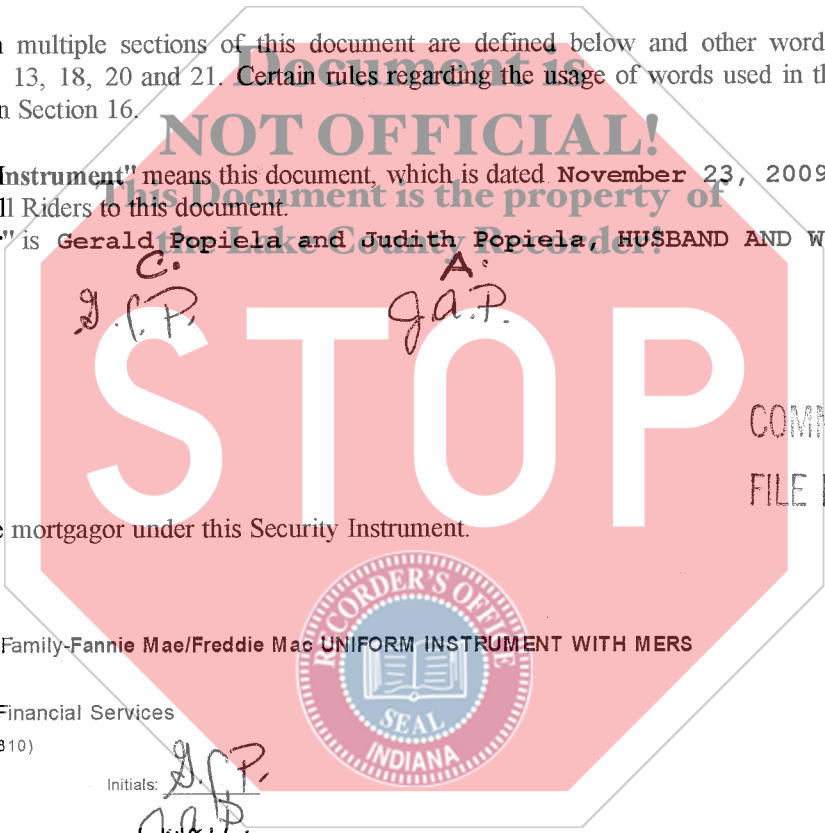 multiple sections of this document are defined below and other word
13, 18, 20 and 21. Certain rules regarding the usage of words used in th
n Section 16.
Document is
NOT OFFICIAL!
This Document is the property of
the Lake County Recorder!
Instrument" means this document, which is dated November 23, 2009
ll Riders to this document.
" is Gerald Popiela and Judith Popiela, HUSBAND AND W
C. A.
G.C.P. J.A.P.
STOP
COMM
FILE
e mortgagor under this Security Instrument.
RECORDER'S OFFICE
SEAL
INDIANA
Family-Fannie Mae/Freddie Mac UNIFORM INSTRUMENT WITH MERS
Financial Services
810)
Initials: G.C.P.
J.A.P.